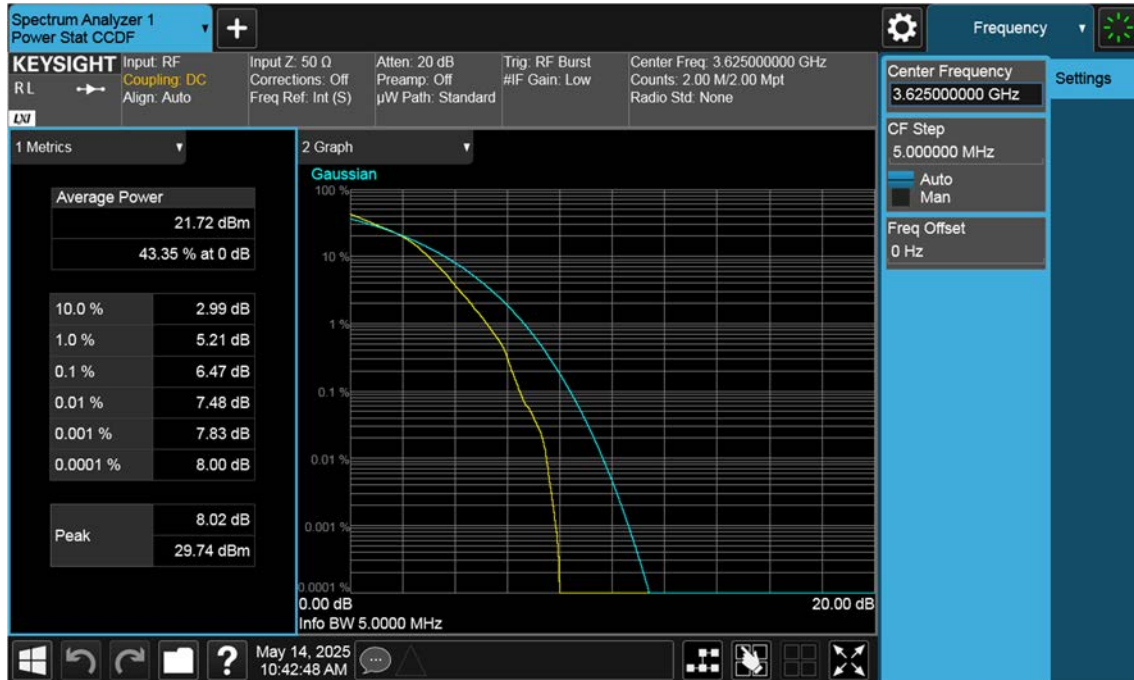 Spectrum Analyzer 1
Power Stat CCDF
Frequency
KEYSIGHT
R L
LXI
Input: RF
Coupling: DC
Align: Auto
Input Z: 50 Ω
Corrections: Off
Freq Ref: Int (S)
Atten: 20 dB
Preamp: Off
µW Path: Standard
Trig: RF Burst
#IF Gain: Low
Center Freq: 3.625000000 GHz
Counts: 2.00 M/2.00 Mpt
Radio Std: None
Center Frequency
3.625000000 GHz
Settings
CF Step
5.000000 MHz
Auto
Man
Freq Offset
0 Hz
1 Metrics
Average Power
21.72 dBm
43.35 % at 0 dB
10.0 % 2.99 dB
1.0 % 5.21 dB
0.1 % 6.47 dB
0.01 % 7.48 dB
0.001 % 7.83 dB
0.0001 % 8.00 dB
Peak
8.02 dB
29.74 dBm
2 Graph
Gaussian
100 %
10 %
1 %
0.1 %
0.01 %
0.001 %
0.0001 %
0.00 dB 20.00 dB
Info BW 5.0000 MHz
?
May 14, 2025
10:42:48 AM